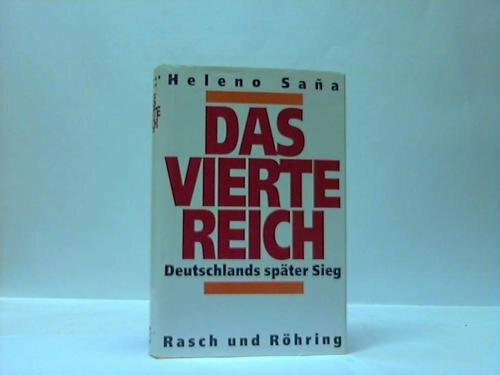 Heleno Saña
DAS
VIERTE
REICH
Deutschlands später Sieg
Rasch und Röhring